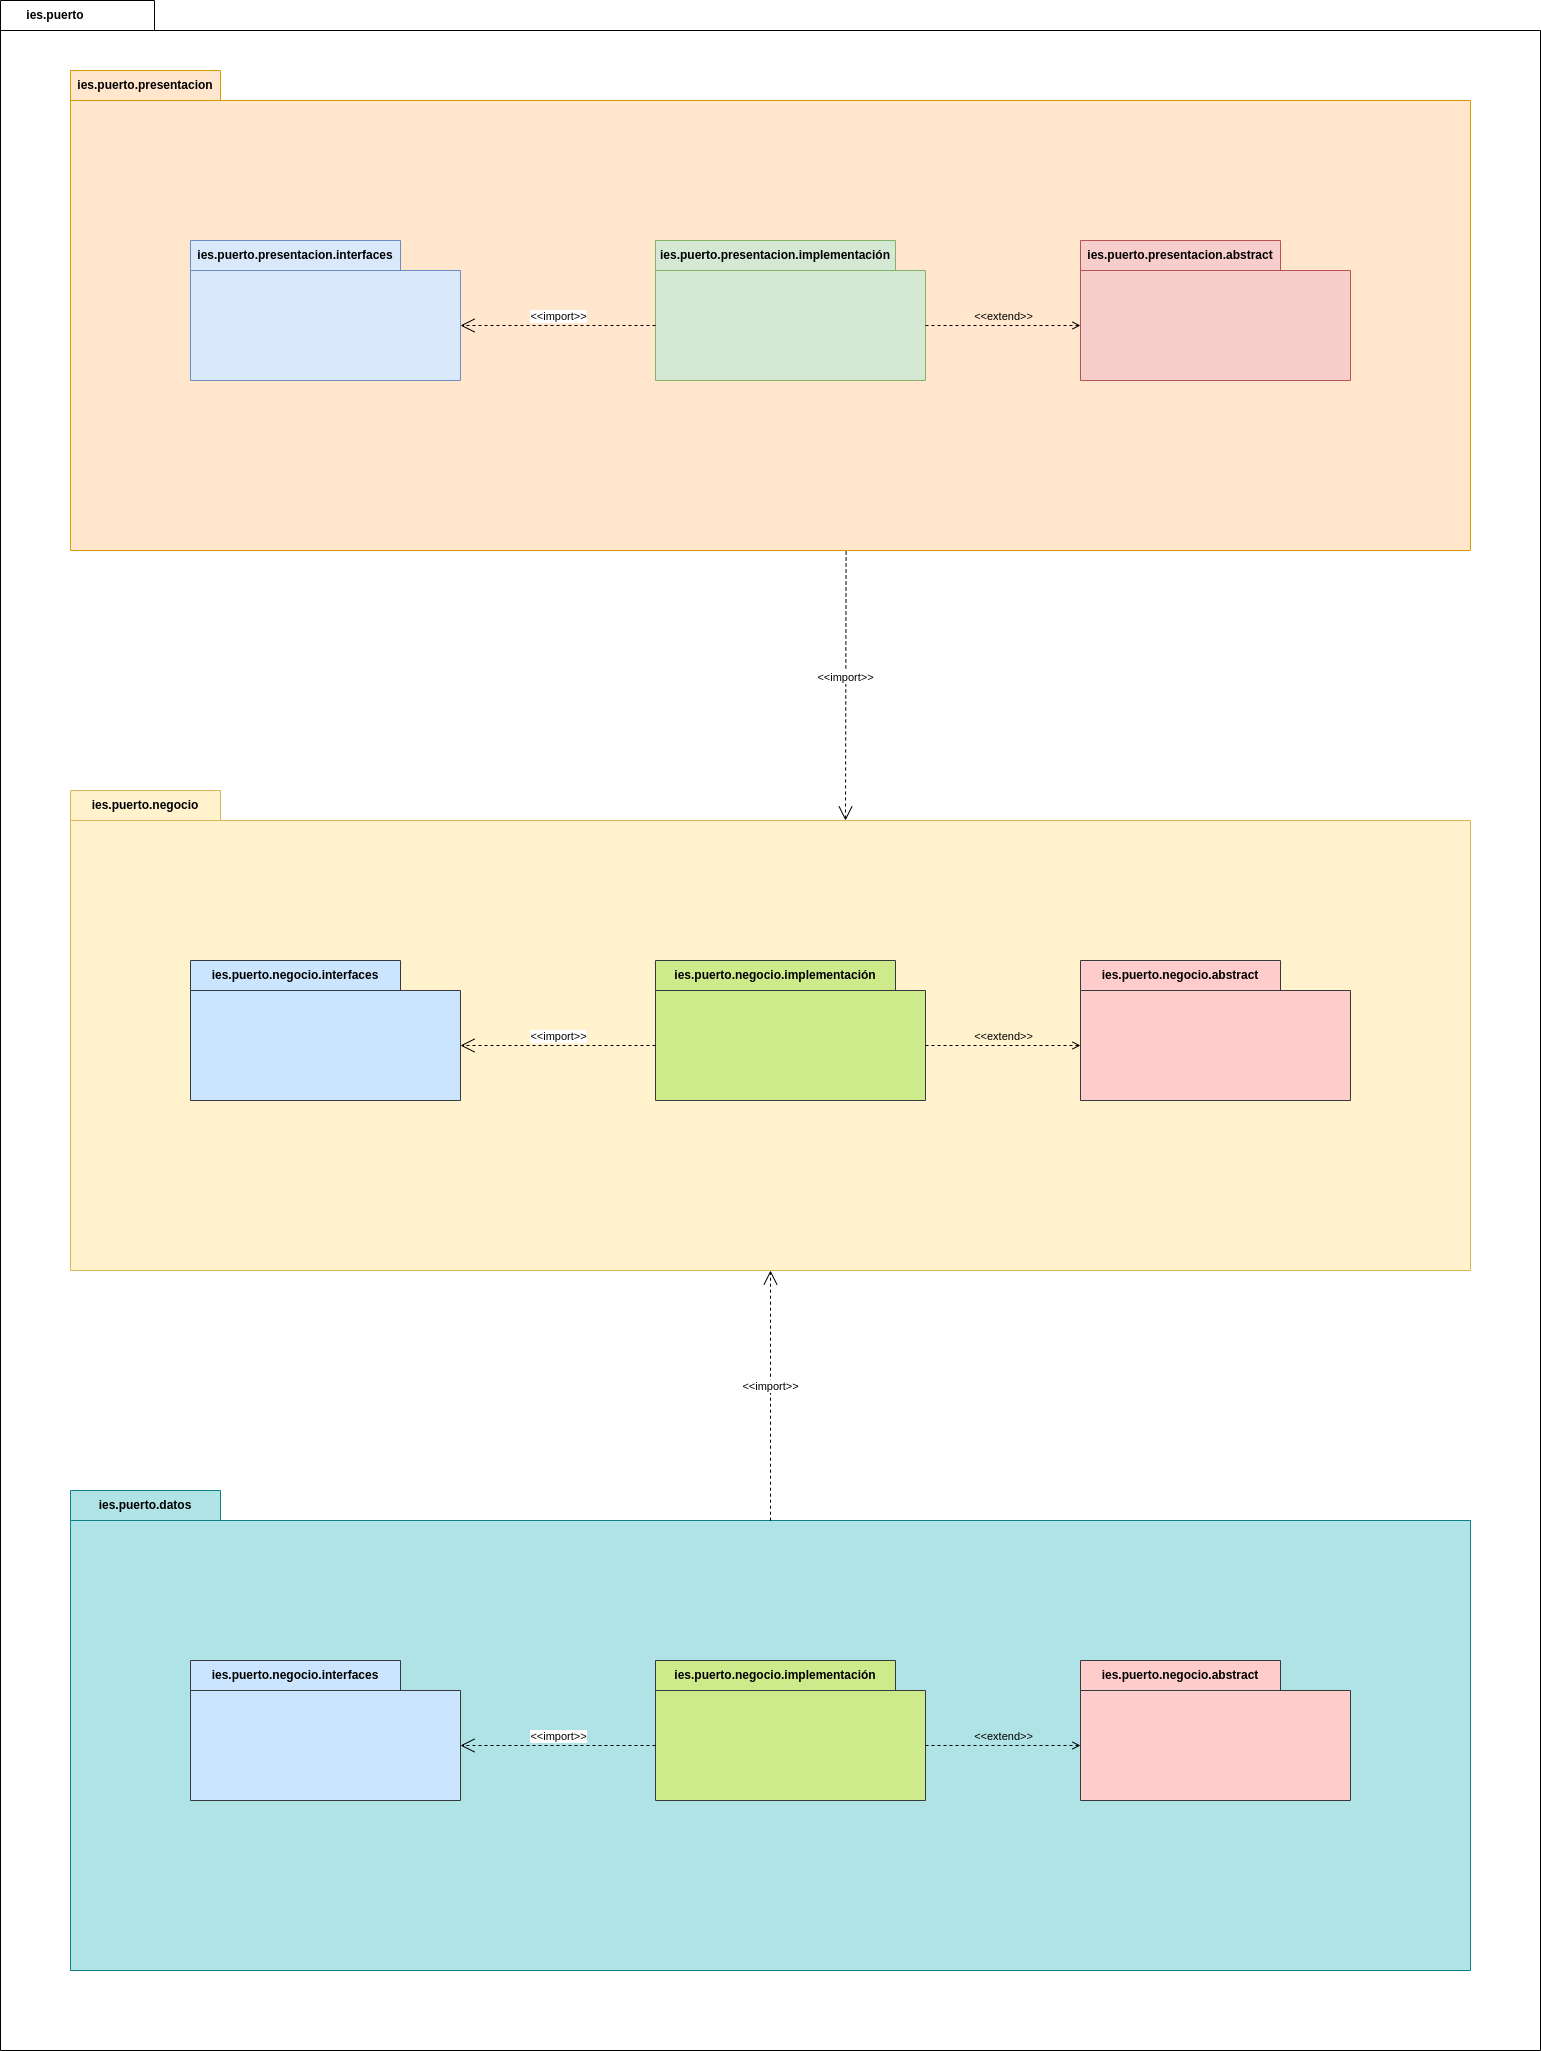 ies.puerto
ies.puerto.presentacion
ies.puerto.presentacion.interfaces
ies.puerto.presentacion.implementación
ies.puerto.presentacion.abstract
<<import>>
<<extend>>
<<import>>
ies.puerto.negocio
ies.puerto.negocio.interfaces
ies.puerto.negocio.implementación
ies.puerto.negocio.abstract
<<import>>
<<extend>>
<<import>>
ies.puerto.datos
ies.puerto.negocio.interfaces
ies.puerto.negocio.implementación
ies.puerto.negocio.abstract
<<import>>
<<extend>>